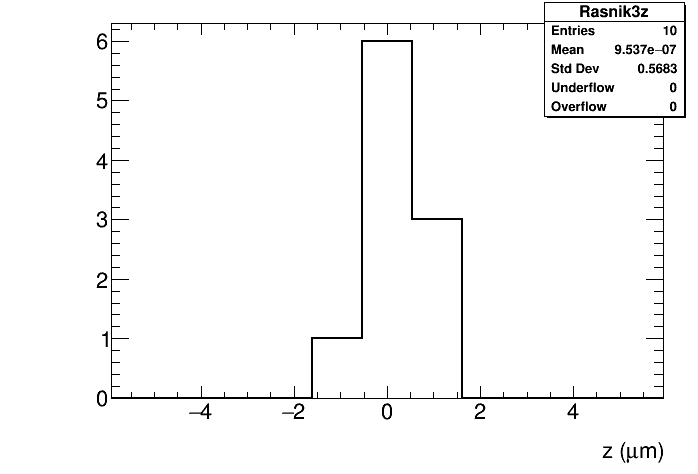 Rasnik3z
Entries 10
Mean 9.537e−07
Std Dev 0.5683
Underflow 0
Overflow 0
6
5
4
3
2
1
0
−4 −2 0 2 4
z (μm)